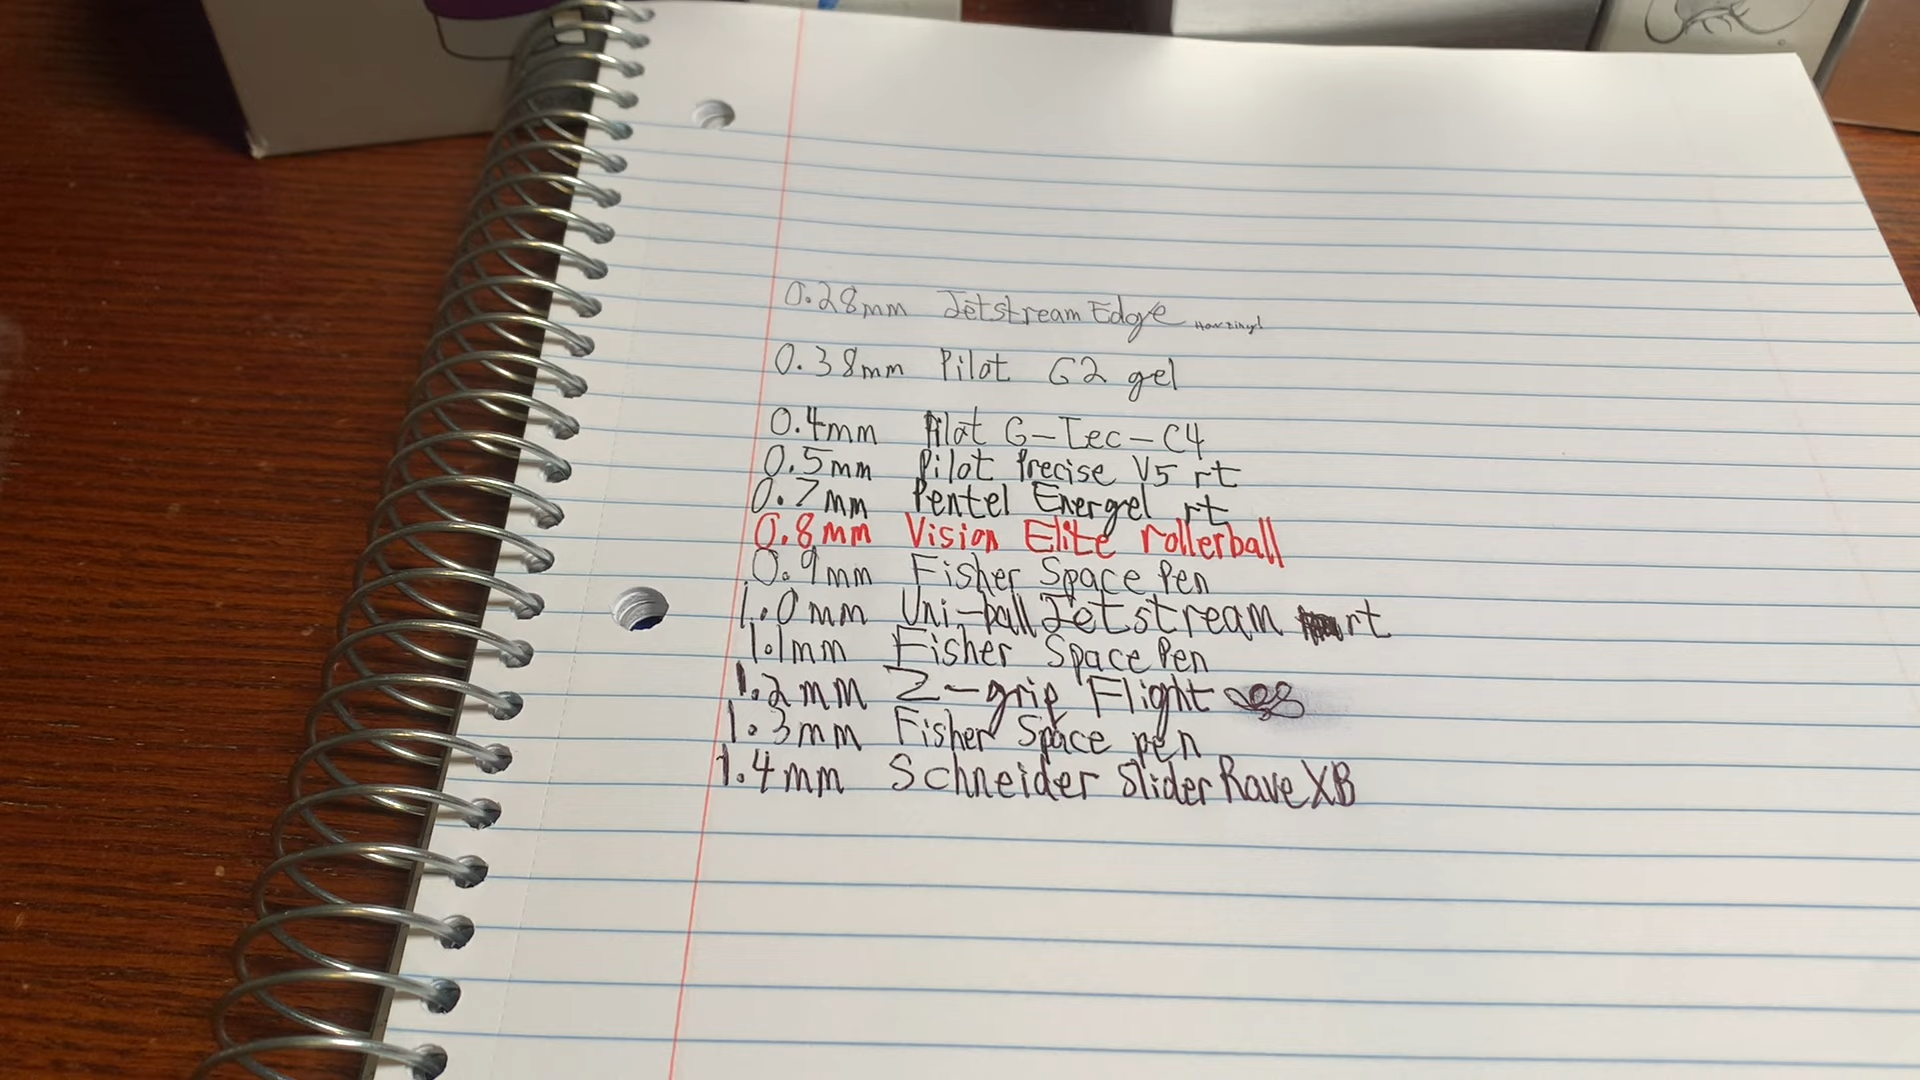 0.28mm Jetstream Edge How tiny!
0.38mm Pilot G2 gel
0.4mm Pilot G-Tec-C4
0.5mm Pilot Precise V5 rt
0.7mm Pentel Energel rt
0.8mm Vision Elite rollerball
0.9mm Fisher Space Pen
1.0mm Uni-ball Jetstream rt
1.1mm Fisher Space Pen
1.2mm Z-grip Flight
1.3mm Fisher Space pen
1.4mm Schneider Slider Rave XB